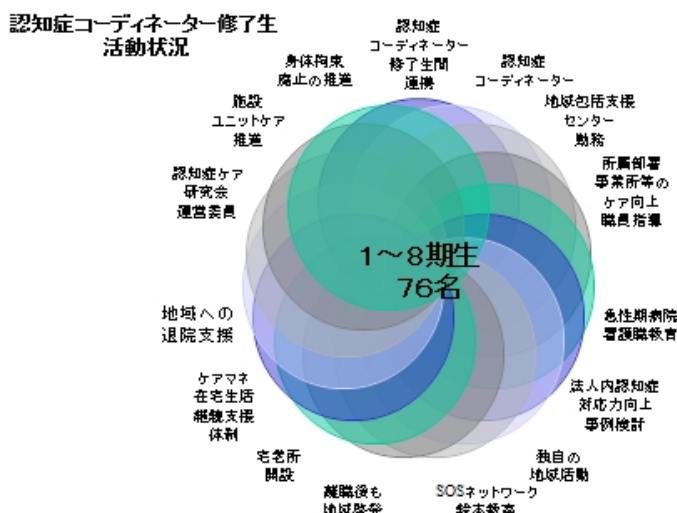 認知症コーディネーター修了生
活動状況
認知症
コーディネーター
修了生間
連携
認知症
コーディネーター
地域包括支援
センター
勤務
所属部署
事業所等の
ケア向上
職員指導
急性期病院
看護職教育
法人内認知症
対応力向上
事例検討
独自の
地域活動
SOSネットワーク
絵本教室
離職後も
地域啓発
宅老所
開設
ケアマネ
在宅生活
継続支援
体制
地域への
退院支援
認知症ケア
研究会
運営委員
施設
ユニットケア
推進
身体拘束
廃止の推進
1～8期生
76名